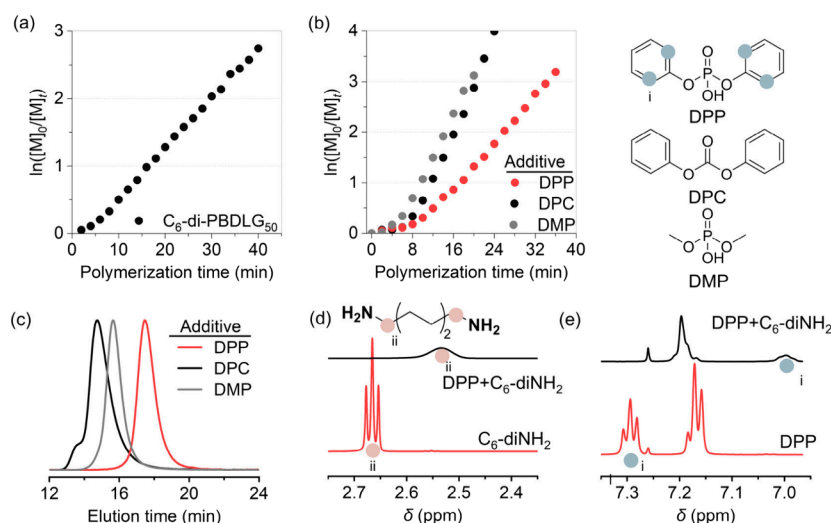 (a)
3
2
1
0
ln([M]₀/[M]ₜ)
C₆-di-PBDLG₅₀
0 10 20 30 40
Polymerization time (min)
(b)
4
3
2
1
0
ln([M]₀/[M]ₜ)
Additive
DPP
DPC
DMP
0 8 16 24 32 40
Polymerization time (min)
O
O P O
OH
i
DPP
O
O O
DPC
O
O P O
OH
DMP
(c)
Additive
DPP
DPC
DMP
12 16 20 24
Elution time (min)
(d)
H₂N
ii
2
NH₂
ii
DPP+C₆-diNH₂
C₆-diNH₂
ii
2.7 2.6 2.5 2.4
δ (ppm)
(e)
DPP+C₆-diNH₂
i
DPP
i
7.3 7.2 7.1 7.0
δ (ppm)